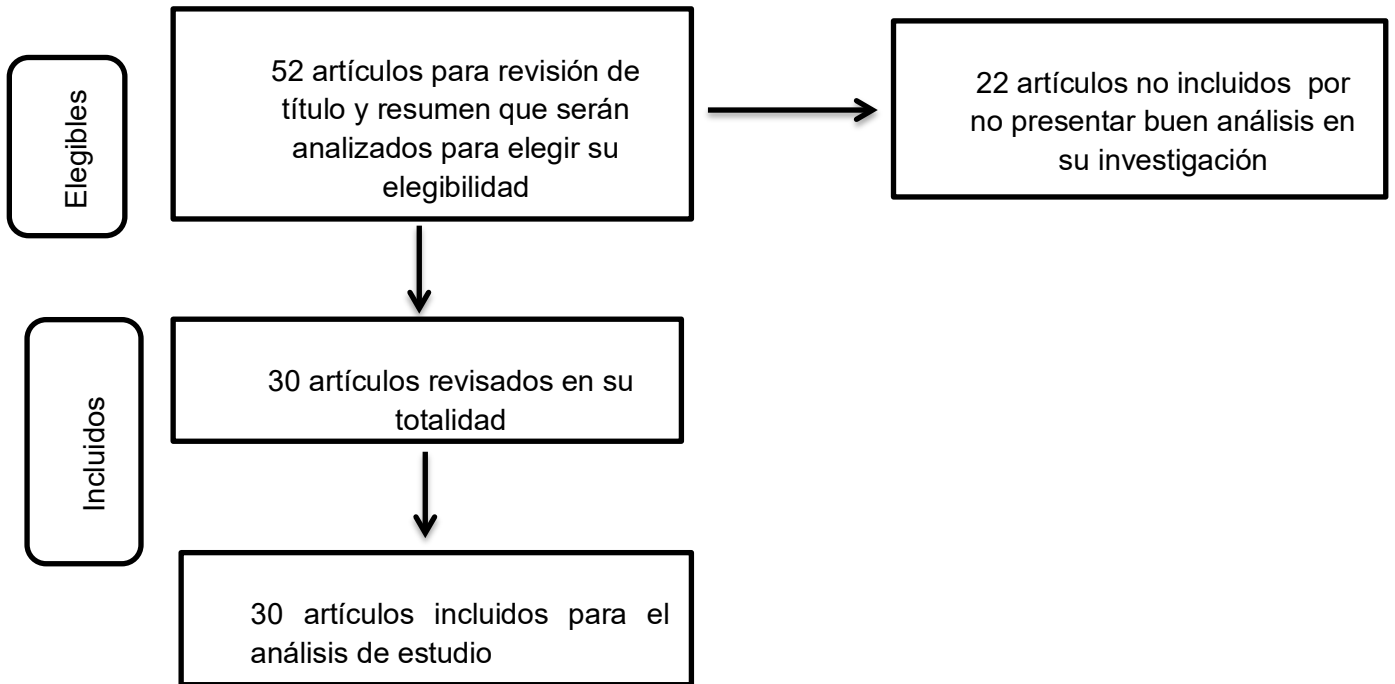 Elegibles
52 artículos para revisión de
título y resumen que serán
analizados para elegir su
elegibilidad
22 artículos no incluidos por
no presentar buen análisis en
su investigación
Incluidos
30 artículos revisados en su
totalidad
30 artículos incluidos para el
análisis de estudio